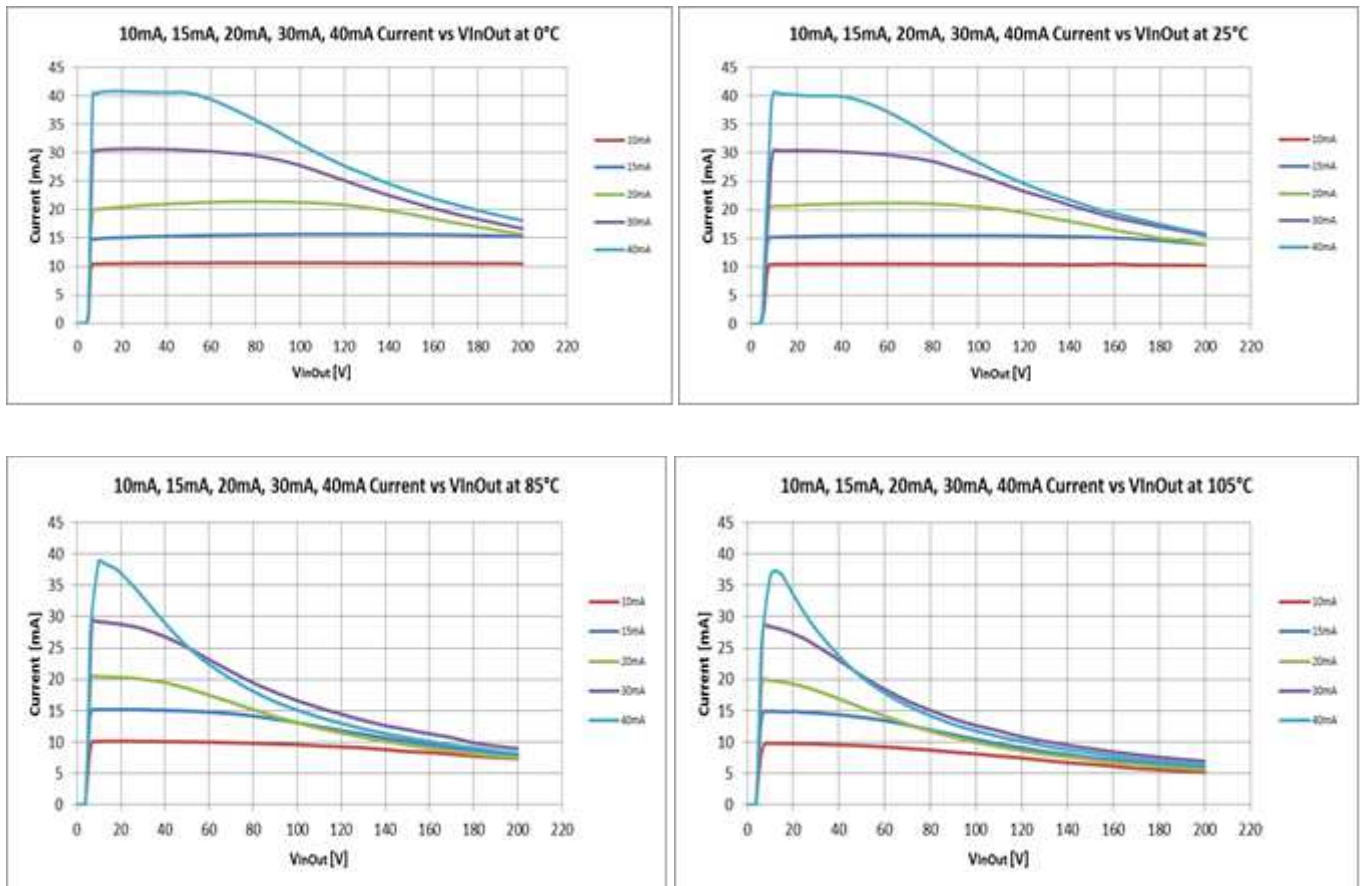 10mA, 15mA, 20mA, 30mA, 40mA Current vs VInOut at 0°C
45
40
35
30
25
20
15
10
5
0
Current [mA)
0 20 40 60 80 100 120 140 160 180 200 220
VInOut [V]
10mA
15mA
20mA
30mA
40mA
10mA, 15mA, 20mA, 30mA, 40mA Current vs VInOut at 25°C
45
40
35
30
25
20
15
10
5
0
Current [mA)
0 20 40 60 80 100 120 140 160 180 200 220
VInOut [V]
10mA
15mA
20mA
30mA
40mA
10mA, 15mA, 20mA, 30mA, 40mA Current vs VInOut at 85°C
45
40
35
30
25
20
15
10
5
0
Current (mA)
0 20 40 60 80 100 120 140 160 180 200 220
VInOut [V]
10mA
15mA
20mA
30mA
40mA
10mA, 15mA, 20mA, 30mA, 40mA Current vs VInOut at 105°C
45
40
35
30
25
20
15
10
5
0
Current (mA)
0 20 40 60 80 100 120 140 160 180 200 220
VInOut [V]
10mA
15mA
20mA
30mA
40mA